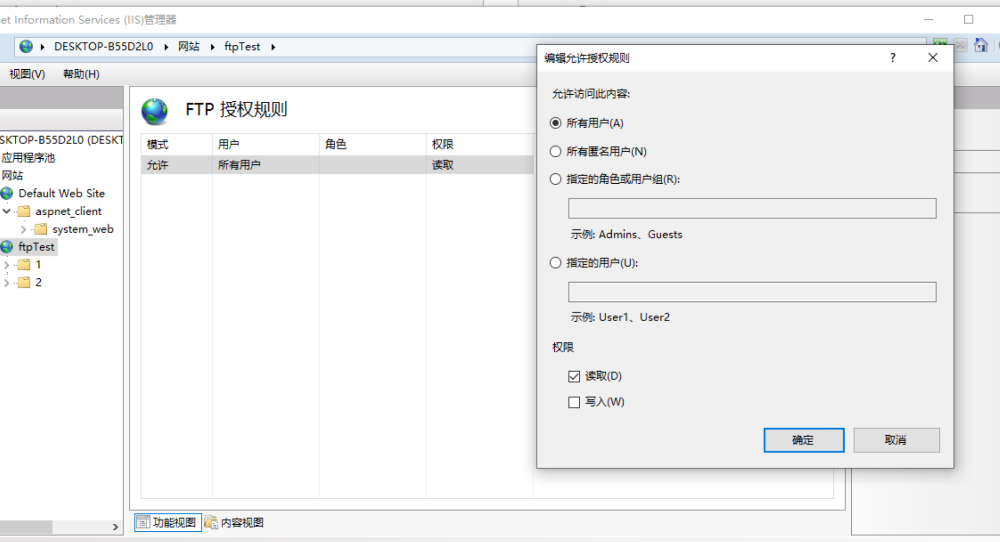 et Information Services (IIS)管理器
DESKTOP-B55D2L0 网站 ftpTest
视图(V) 帮助(H)
SKTOP-B55D2L0 (DESKT
应用程序池
网站
Default Web Site
aspnet_client
system_web
ftpTest
1
2
FTP 授权规则
模式 用户 角色 权限
允许 所有用户 读取
功能视图 内容视图
编辑允许授权规则
允许访问此内容:
所有用户(A)
所有匿名用户(N)
指定的角色或用户组(R):
示例: Admins、Guests
指定的用户(U):
示例: User1、User2
权限
读取(D)
写入(W)
确定 取消